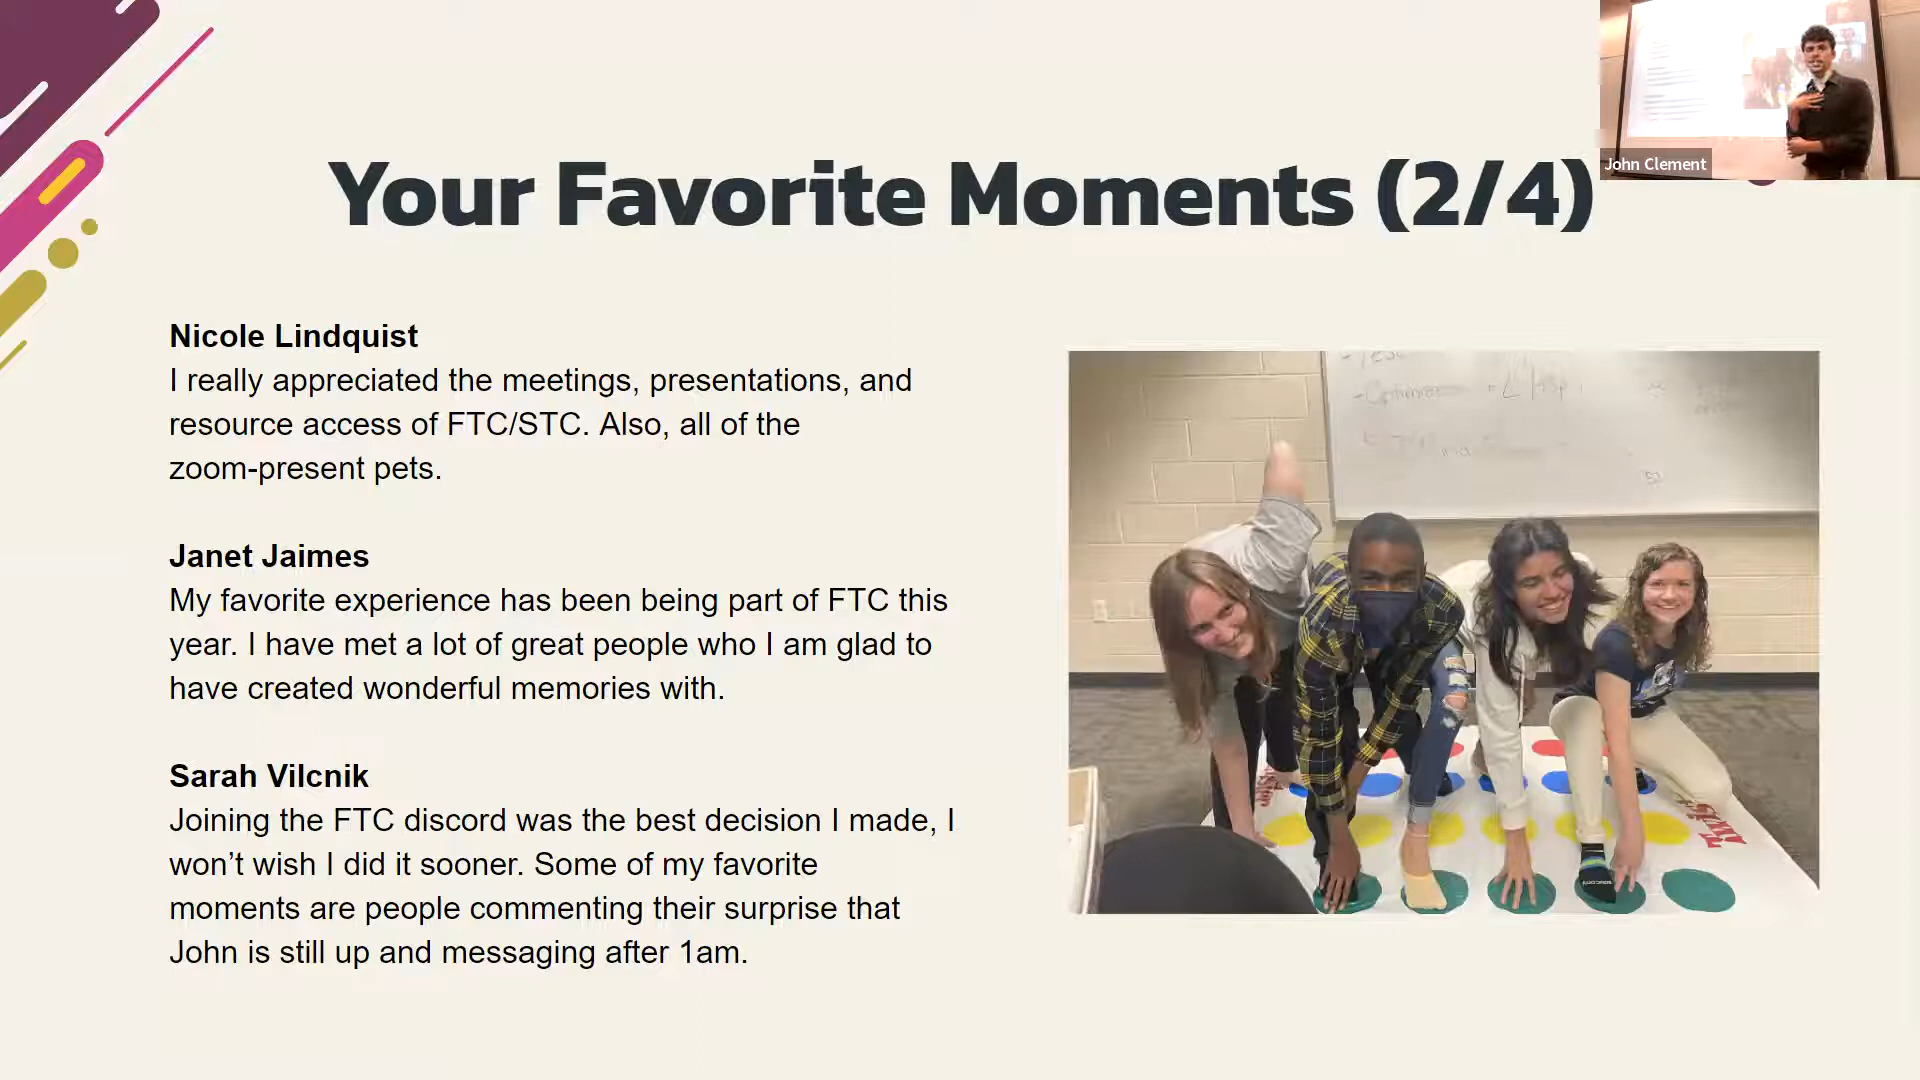 John Clement
Your Favorite Moments (2/4)
Nicole Lindquist
I really appreciated the meetings, presentations, and
resource access of FTC/STC. Also, all of the
zoom-present pets.
Janet Jaimes
My favorite experience has been being part of FTC this
year. I have met a lot of great people who I am glad to
have created wonderful memories with.
Sarah Vilcnik
Joining the FTC discord was the best decision I made, I
won’t wish I did it sooner. Some of my favorite
moments are people commenting their surprise that
John is still up and messaging after 1am.